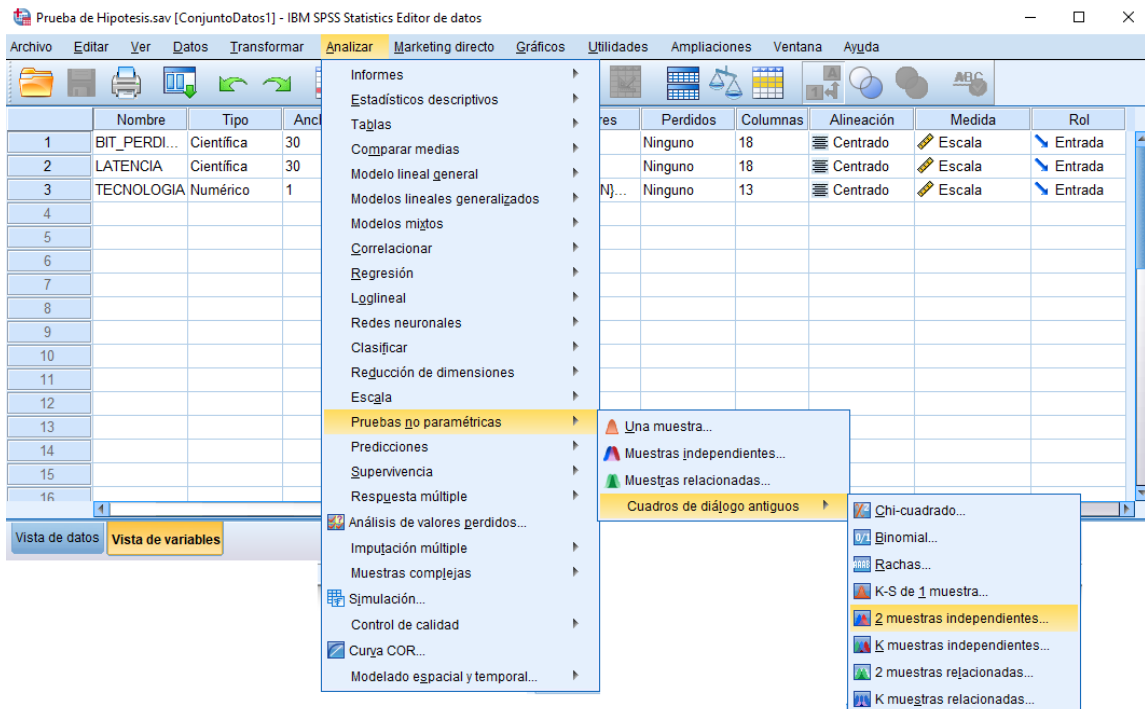 Prueba de Hipotesis.sav [ConjuntoDatos1] - IBM SPSS Statistics Editor de datos
Archivo Editar Ver Datos Transformar Analizar Marketing directo Gráficos Utilidades Ampliaciones Ventana Ayuda
Nombre Tipo Perdidos Columnas Alineación Medida Rol
1 BIT_PERDI... Científica 30 Ninguno 18 Centrado Escala Entrada
2 LATENCIA Científica 30 Ninguno 18 Centrado Escala Entrada
3 TECNOLOGIA Numérico 1 N}... Ninguno 13 Centrado Escala Entrada
4
5
6
7
8
9
10
11
12
13
14
15
16
Vista de datos Vista de variables
Informes
Estadísticos descriptivos
Tablas
Comparar medias
Modelo lineal general
Modelos lineales generalizados
Modelos mixtos
Correlacionar
Regresión
Loglineal
Redes neuronales
Clasificar
Reducción de dimensiones
Escala
Pruebas no paramétricas
Predicciones
Supervivencia
Respuesta múltiple
Análisis de valores perdidos...
Imputación múltiple
Muestras complejas
Simulación...
Control de calidad
Curva COR...
Modelado espacial y temporal...
Una muestra...
Muestras independientes...
Muestras relacionadas...
Cuadros de diálogo antiguos
Chi-cuadrado...
Binomial...
Rachas...
K-S de 1 muestra...
2 muestras independientes...
K muestras independientes...
2 muestras relacionadas...
K muestras relacionadas...